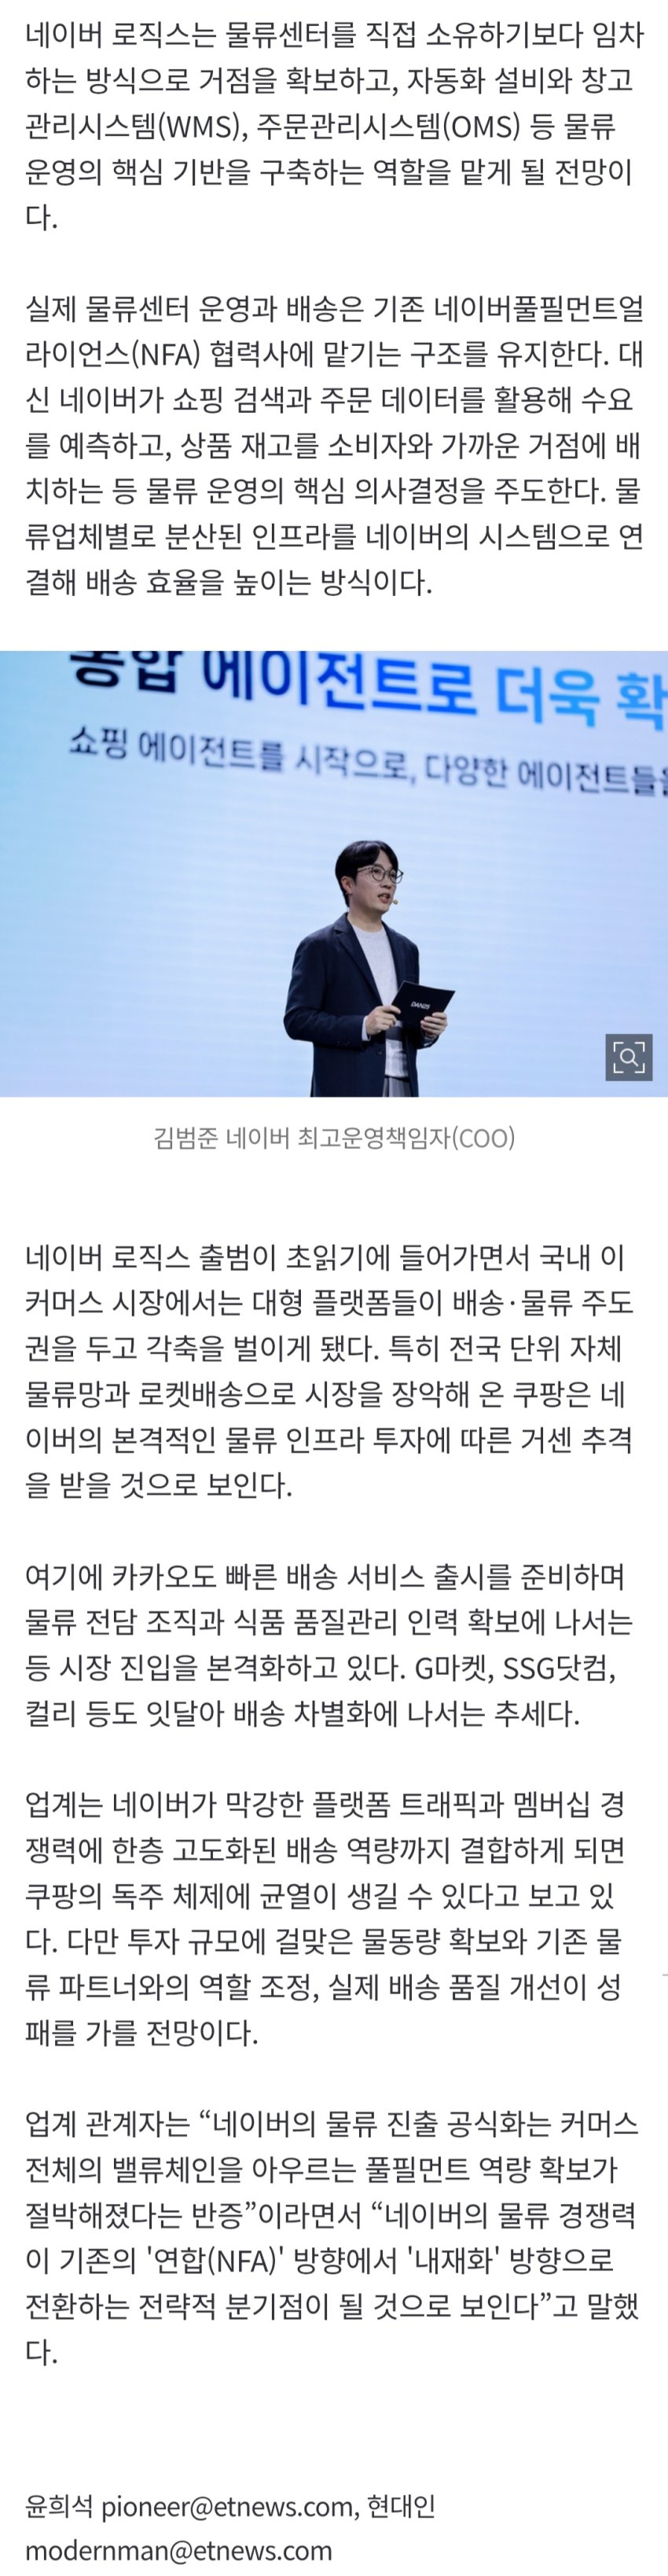 네이버 로직스는 물류센터를 직접 소유하기보다 임차
하는 방식으로 거점을 확보하고, 자동화 설비와 창고
관리시스템(WMS), 주문관리시스템(OMS) 등 물류
운영의 핵심 기반을 구축하는 역할을 맡게 될 전망이
다.
실제 물류센터 운영과 배송은 기존 네이버풀필먼트얼
라이언스(NFA) 협력사에 맡기는 구조를 유지한다. 대
신 네이버가 쇼핑 검색과 주문 데이터를 활용해 수요
를 예측하고, 상품 재고를 소비자와 가까운 거점에 배
치하는 등 물류 운영의 핵심 의사결정을 주도한다. 물
류업체별로 분산된 인프라를 네이버의 시스템으로 연
결해 배송 효율을 높이는 방식이다.
통합 에이전트로 더욱 확
쇼핑 에이전트를 시작으로, 다양한 에이전트들을
DAN25
김범준 네이버 최고운영책임자(COO)
네이버 로직스 출범이 초읽기에 들어가면서 국내 이
커머스 시장에서는 대형 플랫폼들이 배송·물류 주도
권을 두고 각축을 벌이게 됐다. 특히 전국 단위 자체
물류망과 로켓배송으로 시장을 장악해 온 쿠팡은 네
이버의 본격적인 물류 인프라 투자에 따른 거센 추격
을 받을 것으로 보인다.
여기에 카카오도 빠른 배송 서비스 출시를 준비하며
물류 전담 조직과 식품 품질관리 인력 확보에 나서는
등 시장 진입을 본격화하고 있다. G마켓, SSG닷컴,
컬리 등도 잇달아 배송 차별화에 나서는 추세다.
업계는 네이버가 막강한 플랫폼 트래픽과 멤버십 경
쟁력에 한층 고도화된 배송 역량까지 결합하게 되면
쿠팡의 독주 체제에 균열이 생길 수 있다고 보고 있
다. 다만 투자 규모에 걸맞은 물동량 확보와 기존 물
류 파트너와의 역할 조정, 실제 배송 품질 개선이 성
패를 가를 전망이다.
업계 관계자는 “네이버의 물류 진출 공식화는 커머스
전체의 밸류체인을 아우르는 풀필먼트 역량 확보가
절박해졌다는 반증”이라면서 “네이버의 물류 경쟁력
이 기존의 '연합(NFA)' 방향에서 '내재화' 방향으로
전환하는 전략적 분기점이 될 것으로 보인다”고 말했
다.
윤희석 pioneer@etnews.com, 현대인
modernman@etnews.com